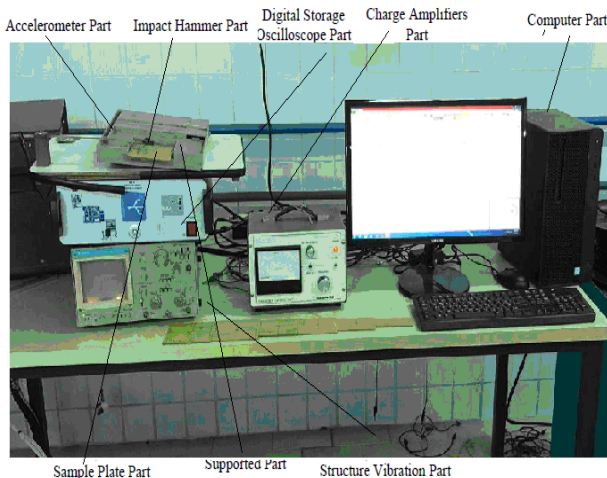 Accelerometer Part
Impact Hammer Part
Digital Storage
Oscilloscope Part
Charge Amplifiers
Part
Computer Part
Sample Plate Part
Supported Part
Structure Vibration Part